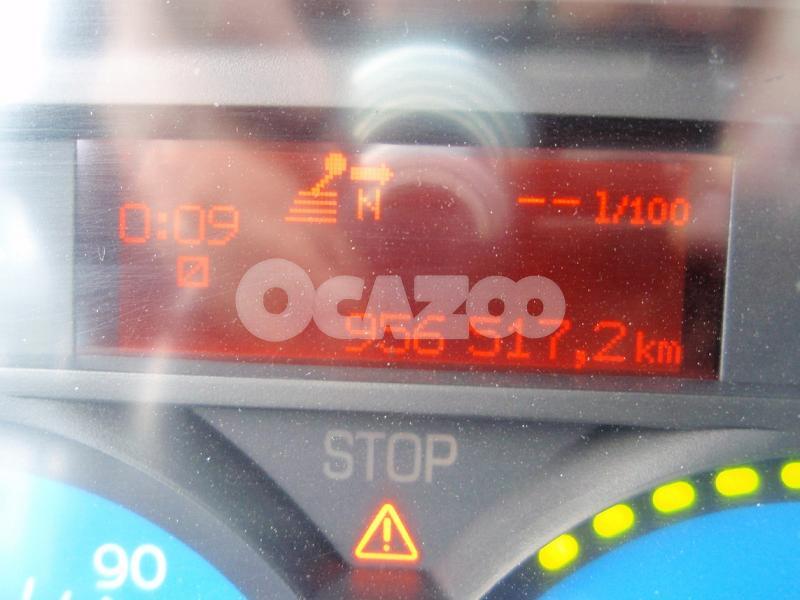 N
-- l/100
0:09
0
OCAZOO
956 517,2 km
STOP
90